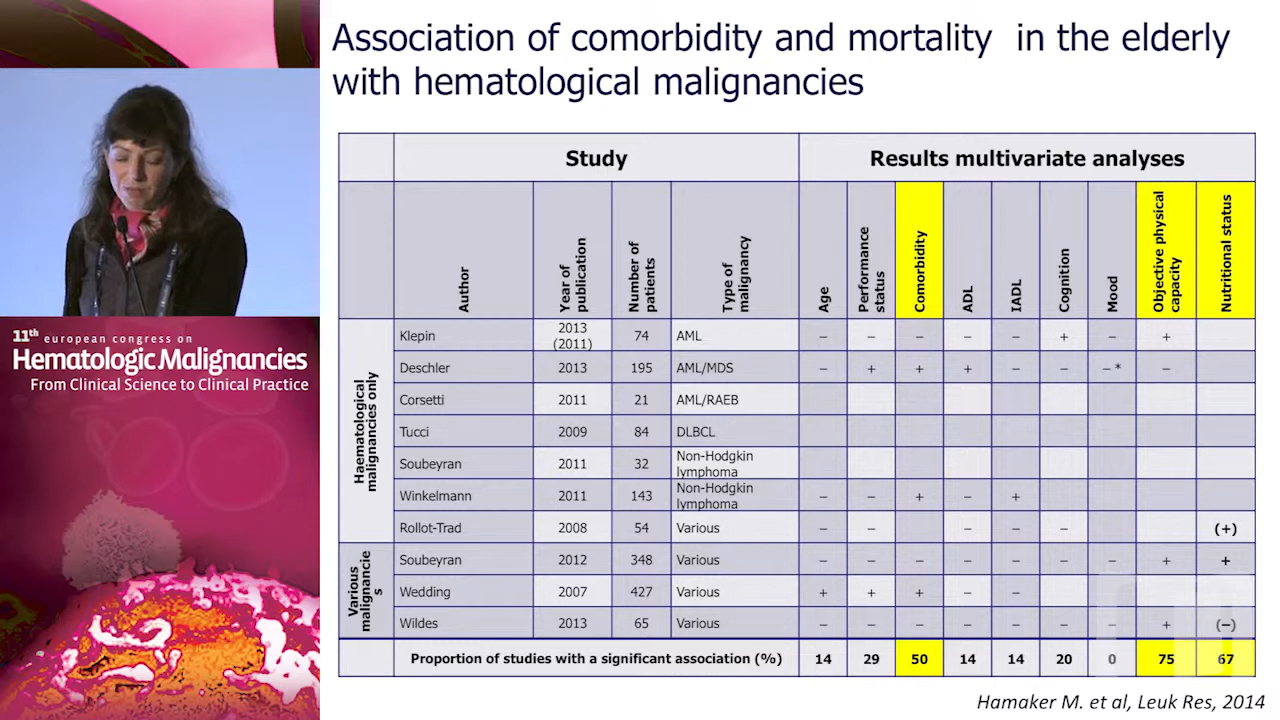 Association of comorbidity and mortality in the elderly
with hematological malignancies
11th european congress on
Hematologic Malignancies
From Clinical Science to Clinical Practice
Study Results multivariate analyses
Author Year of publication Number of patients Type of malignancy Age Performance status Comorbidity ADL IADL Cognition Mood Objective physical capacity Nutritional status
Haematological malignancies only
Klepin 2013 (2011) 74 AML – – – – – + – +
Deschler 2013 195 AML/MDS – + + + – – – * –
Corsetti 2011 21 AML/RAEB
Tucci 2009 84 DLBCL
Soubeyran 2011 32 Non-Hodgkin lymphoma
Winkelmann 2011 143 Non-Hodgkin lymphoma – – + – +
Rollot-Trad 2008 54 Various – – – – – (+)
Various malignancie s
Soubeyran 2012 348 Various – – – – – – – + +
Wedding 2007 427 Various + + + – –
Wildes 2013 65 Various – – – – – – – + (–)
Proportion of studies with a significant association (%) 14 29 50 14 14 20 0 75 67
Hamaker M. et al, Leuk Res, 2014